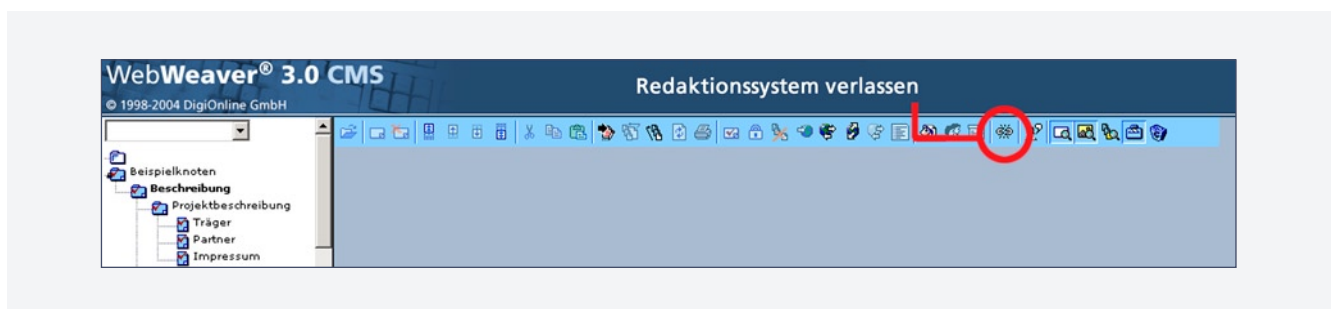 WebWeaver® 3.0 CMS
© 1998-2004 DigiOnline GmbH
Redaktionssystem verlassen
Beispielknoten
Beschreibung
Projektbeschreibung
Träger
Partner
Impressum